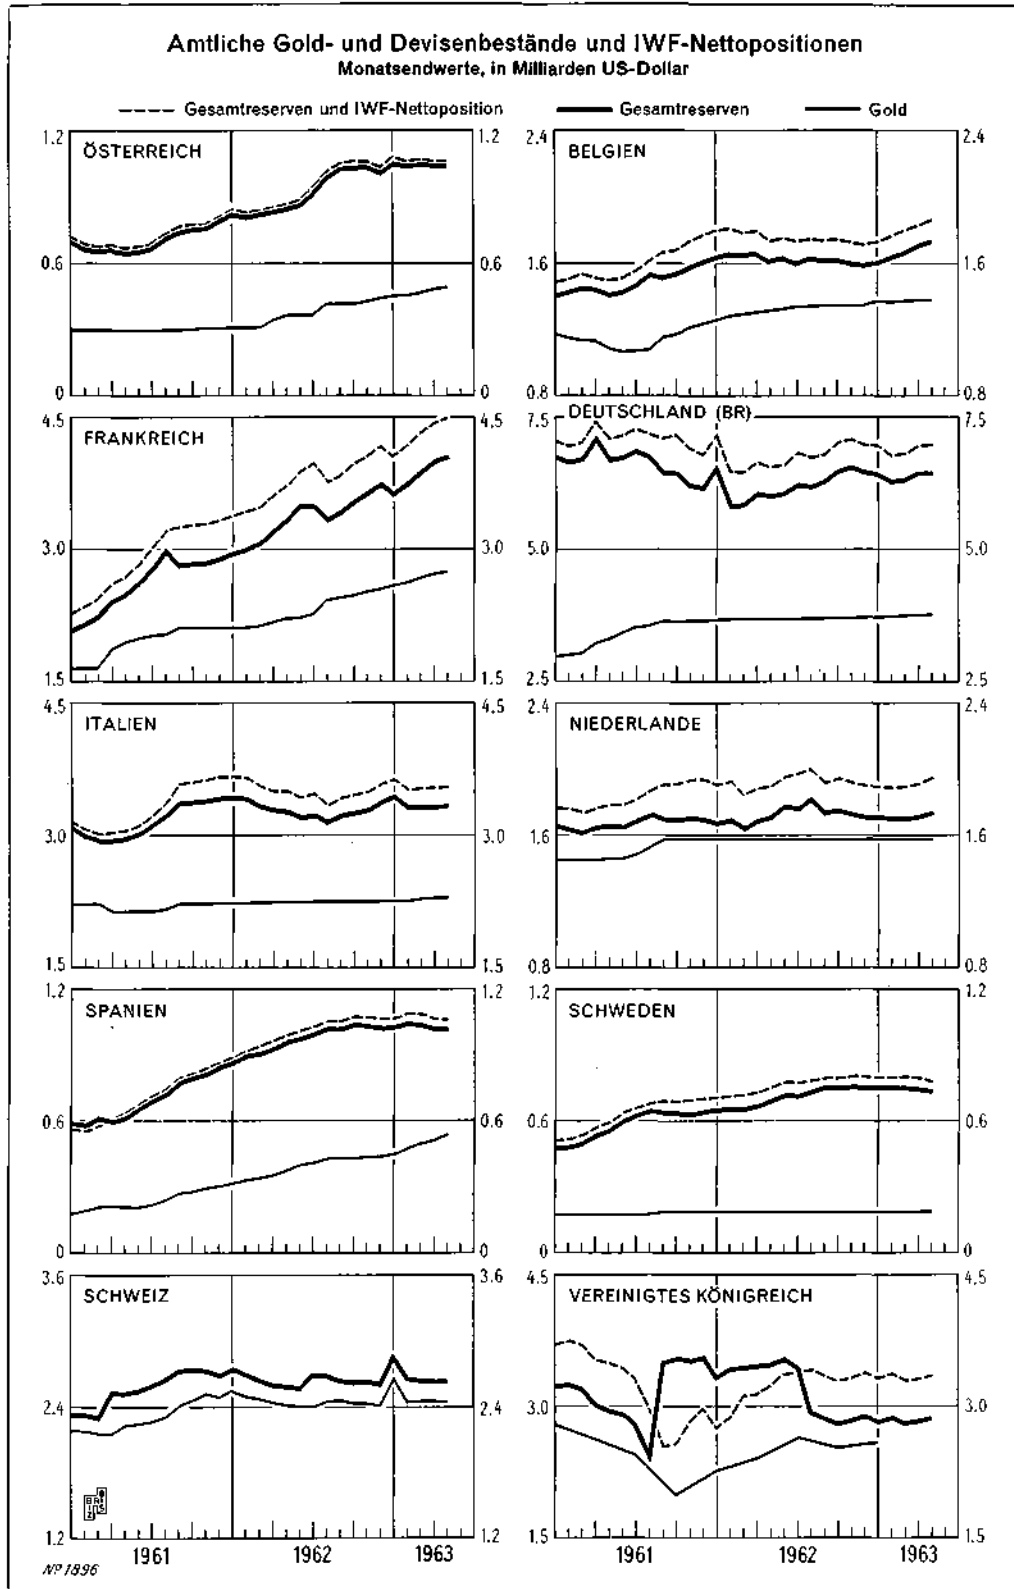 Amtliche Gold- und Devisenbestände und IWF-Nettopositionen
Monatsendwerte, in Milliarden US-Dollar
Gesamtreserven und IWF-Nettoposition Gesamtreserven Gold
1.2 ÖSTERREICH 1.2 2.4 BELGIEN 2.4
0.6 0.6 1.6 1.6
0 0 0.8 0.8
4.5 FRANKREICH 4.5 7.5 DEUTSCHLAND (BR) 7.5
3.0 3.0 5.0 5.0
1.5 1.5 2.5 2.5
4.5 ITALIEN 4.5 2.4 NIEDERLANDE 2.4
3.0 3.0 1.6 1.6
1.5 1.5 0.8 0.8
1.2 SPANIEN 1.2 1.2 SCHWEDEN 1.2
0.6 0.6 0.6 0.6
0 0 0 0
3.6 SCHWEIZ 3.6 4.5 VEREINIGTES KÖNIGREICH 4.5
2.4 2.4 3.0 3.0
1.2 1.2 1.5 1.5
1961 1962 1963 1961 1962 1963
Nº 1896